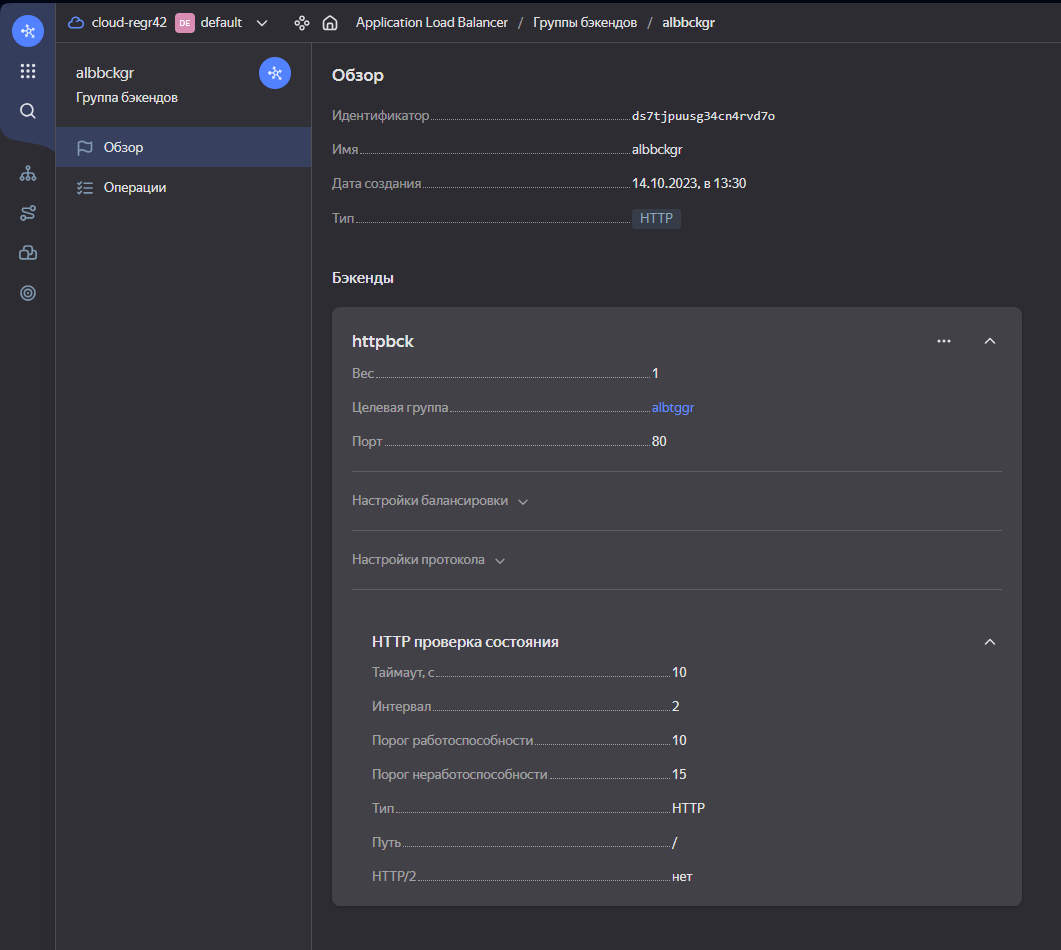 cloud-regr42 DE default Application Load Balancer / Группы бэкендов / albbckgr
albbckgr
Группа бэкендов
Обзор
Операции
Обзор
Идентификатор ds7tjpuusg34cn4rvd7o
Имя albbckgr
Дата создания 14.10.2023, в 13:30
Тип HTTP
Бэкенды
httpbck
Вес 1
Целевая группа albtggr
Порт 80
Настройки балансировки
Настройки протокола
HTTP проверка состояния
Таймаут, с 10
Интервал 2
Порог работоспособности 10
Порог неработоспособности 15
Тип HTTP
Путь /
HTTP/2 нет